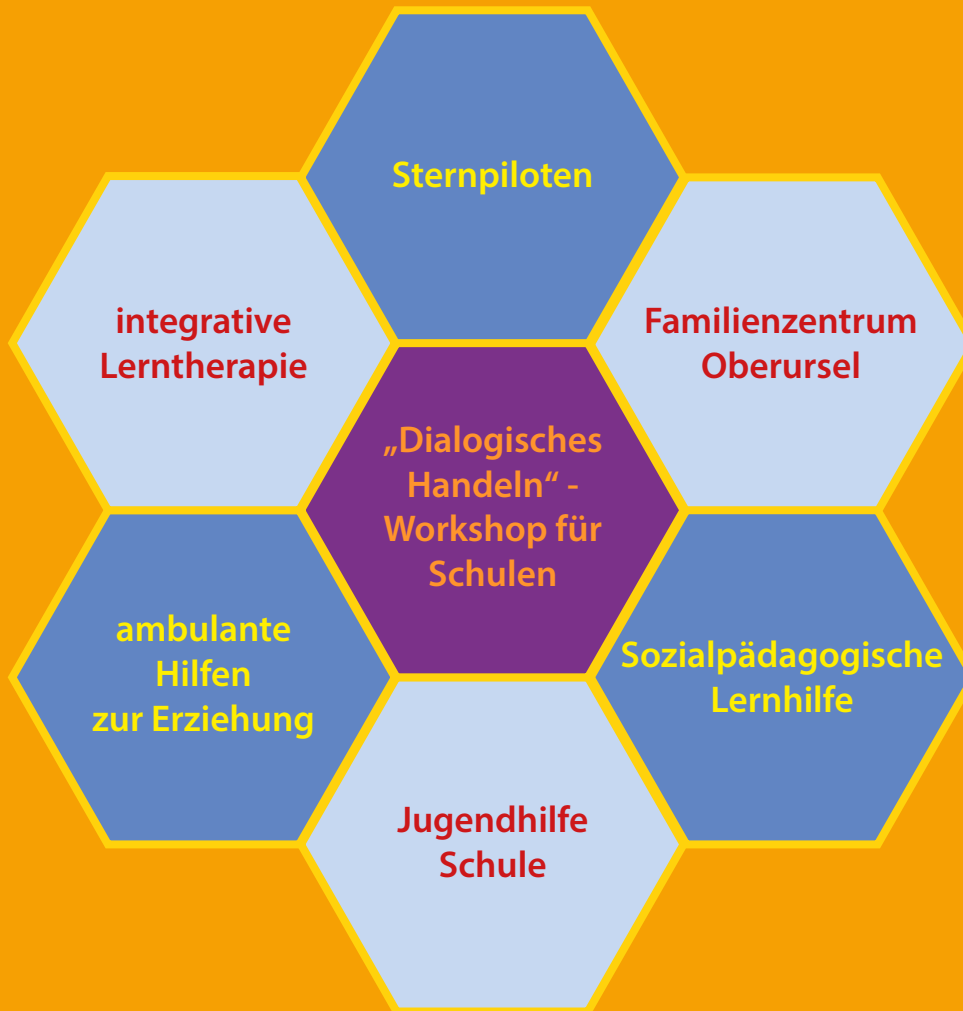 Sternpiloten
integrative
Lerntherapie
Familienzentrum
Oberursel
„Dialogisches
Handeln“ -
Workshop für
Schulen
ambulante
Hilfen
zur Erziehung
Sozialpädagogische
Lernhilfe
Jugendhilfe
Schule